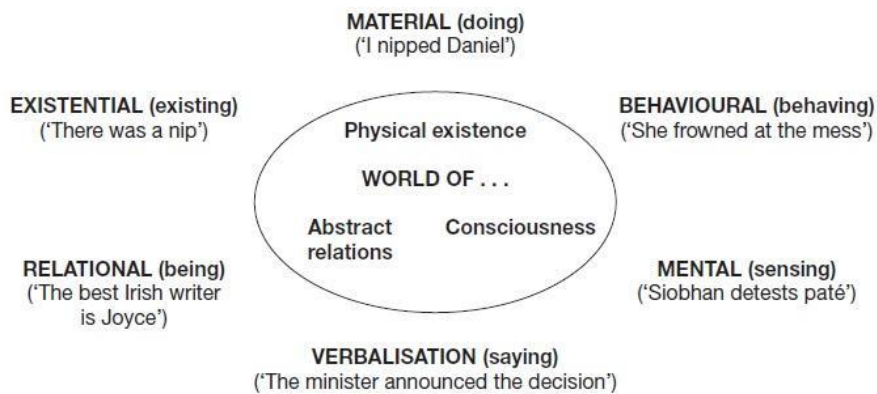 MATERIAL (doing)
(‘I nipped Daniel’)
EXISTENTIAL (existing)
(‘There was a nip’)
BEHAVIOURAL (behaving)
(‘She frowned at the mess’)
Physical existence
WORLD OF . . .
Abstract
relations
Consciousness
RELATIONAL (being)
(‘The best Irish writer
is Joyce’)
MENTAL (sensing)
(‘Siobhan detests paté’)
VERBALISATION (saying)
(‘The minister announced the decision’)